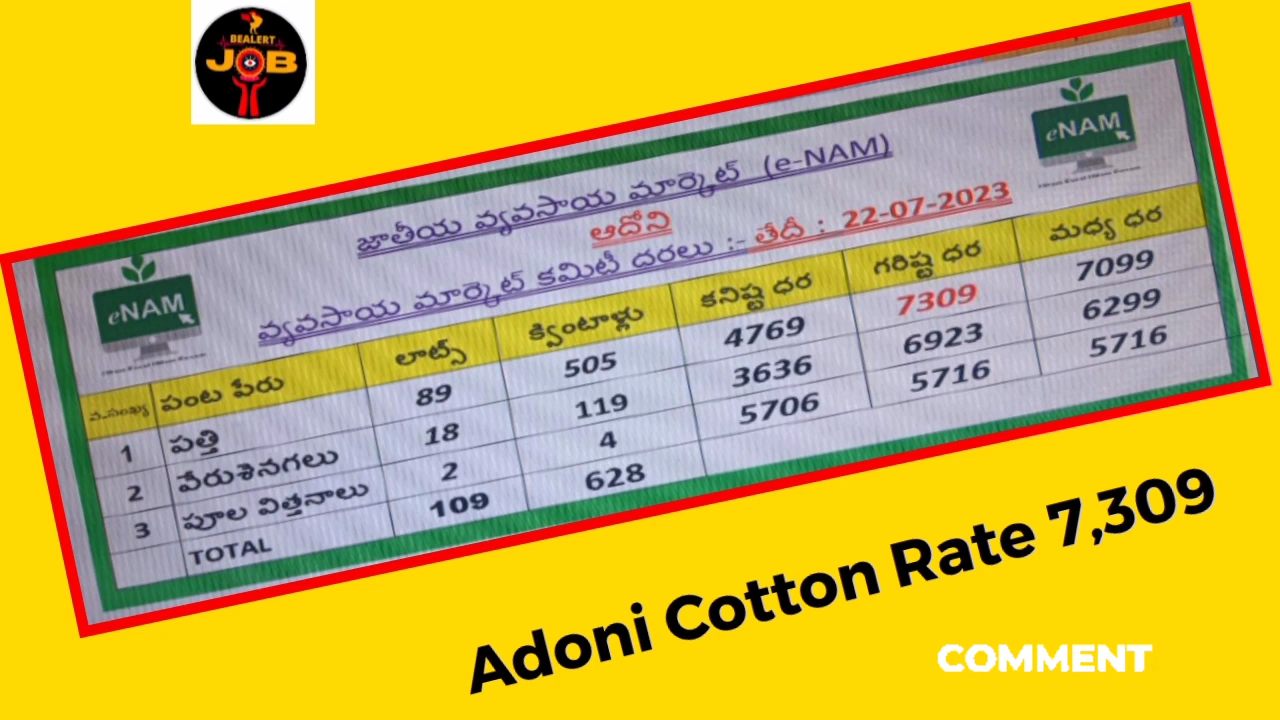 BEALERT
JOB
eNAM
జాతీయ వ్యవసాయ మార్కెట్ (e-NAM)
ఆదోని
వ్యవసాయ మార్కెట్ కమిటీ దరలు :- తేదీ : 22-07-2023
eNAM
వ.సంఖ్య పంట పేరు లాట్స్ క్వింటాళ్లు కనిష్ట ధర గరిష్ట ధర మధ్య ధర
1 పత్తి 89 505 4769 7309 7099
2 వేరుశెనగలు 18 119 3636 6923 6299
3 పూల విత్తనాలు 2 4 5706 5716 5716
TOTAL 109 628
Adoni Cotton Rate 7,309
COMMENT